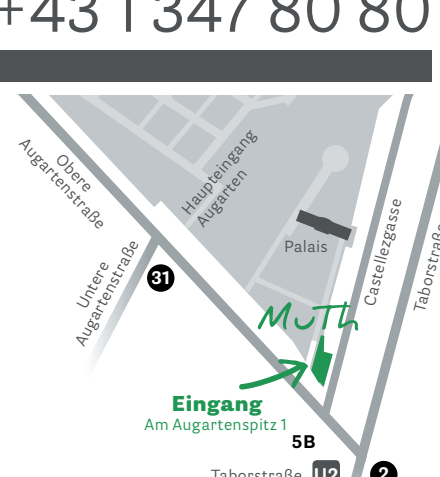 +43 1 347 80 80
Obere
Augartenstraße
Haupteingang
Augarten
Untere
Augartenstraße
31
Palais
Castellezgasse
Taborstraße
MuTh
Eingang
Am Augartenspitz 1
5B
Taborstraße U2 2